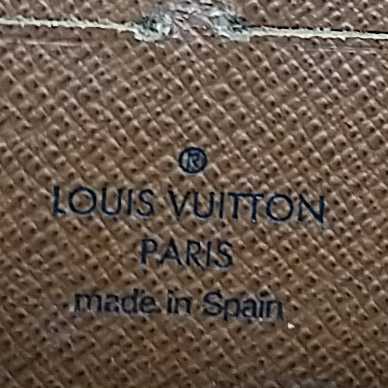 ®
LOUIS VUITTON
PARIS
made in Spain